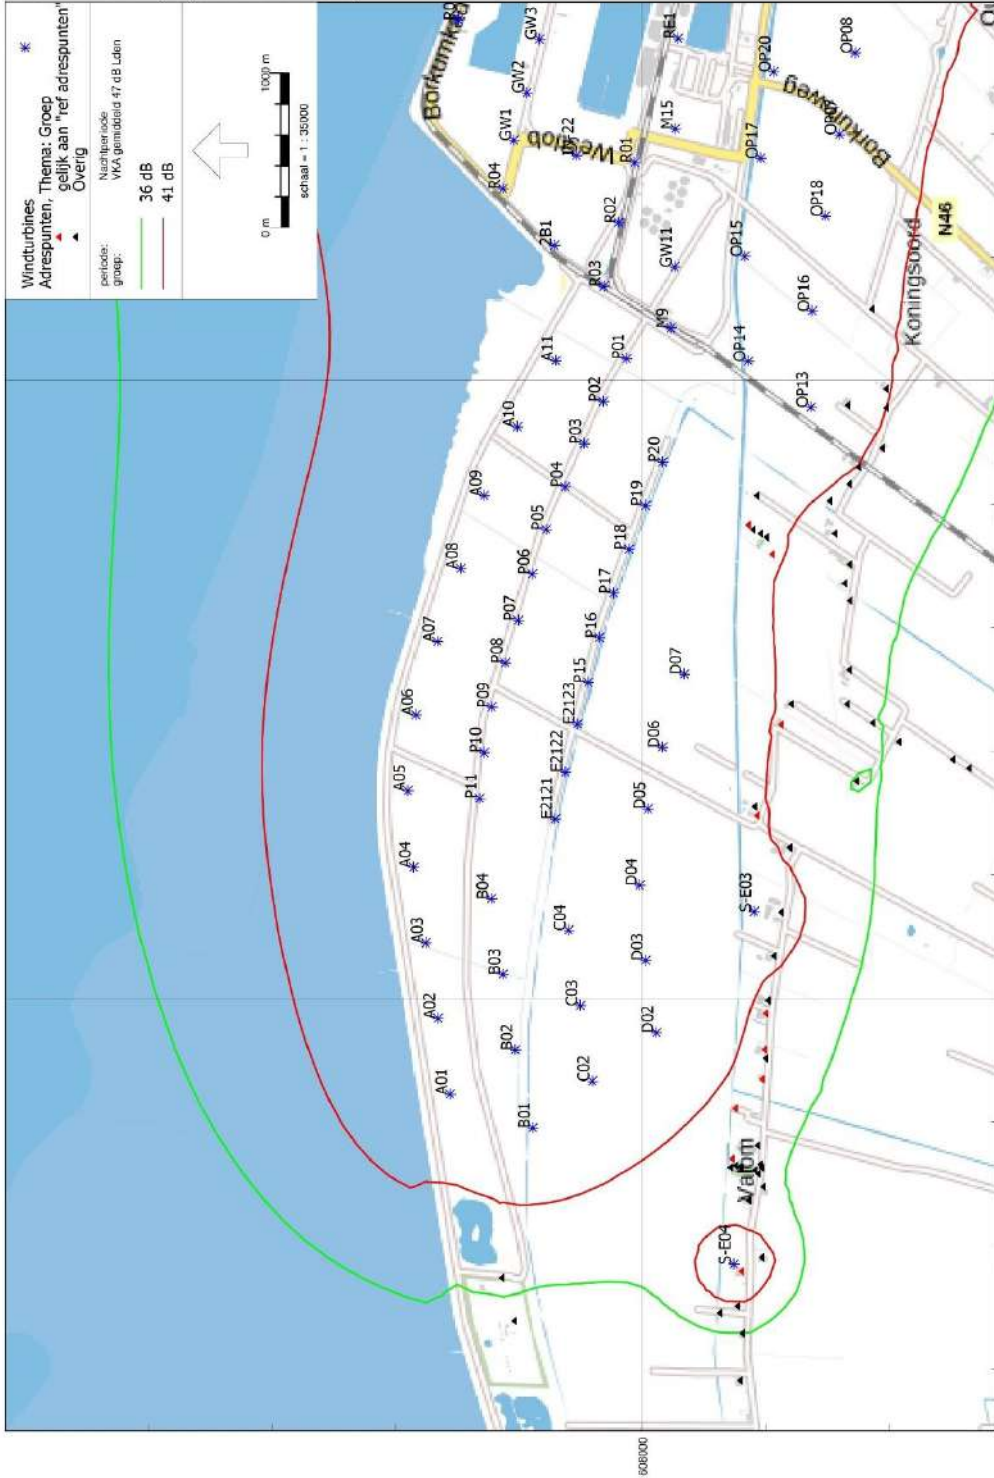 Windturbines
Adrespunten, Thema: Groep
gelijk aan "ref adrespunten"
Overig
periode: Nachtperiode
groep: VKA gemiddeld 47 dB Lden
36 dB
41 dB
0 m 1000 m
schaal = 1 : 35000
Borkumka
GW3
GW2
GW1
R04
2B1
R03
R02
R01
M15
RE1
GW11
M9
OP20
OP08
OP17
OP18
OP15
OP16
OP14
OP13
Borkulsweg
N46
Koningsoord
A11
A10
A09
A08
A07
A06
A05
A04
A03
A02
A01
P01
P02
P03
P04
P05
P06
P07
P08
P09
P10
P11
P20
P19
P18
P17
P16
P15
E2123
E2122
E2121
B04
B03
B02
B01
C04
C03
C02
D07
D06
D05
D04
D03
D02
S-E03
S-E04
Valom
608000